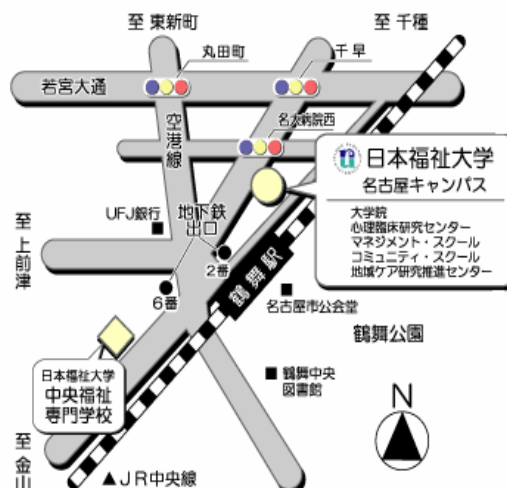 至 東新町
至 千種
丸田町
千早
若宮大通
空港線
名大病院西
日本福祉大学
名古屋キャンパス
大学院
心理臨床研究センター
マネジメント・スクール
コミュニティ・スクール
地域ケア研究推進センター
至 上前津
UFJ銀行
地下鉄
出口
2番
6番
鶴舞駅
名古屋市公会堂
鶴舞公園
日本福祉大学
中央福祉
専門学校
鶴舞中央
図書館
N
至 金山
▲JR中央線